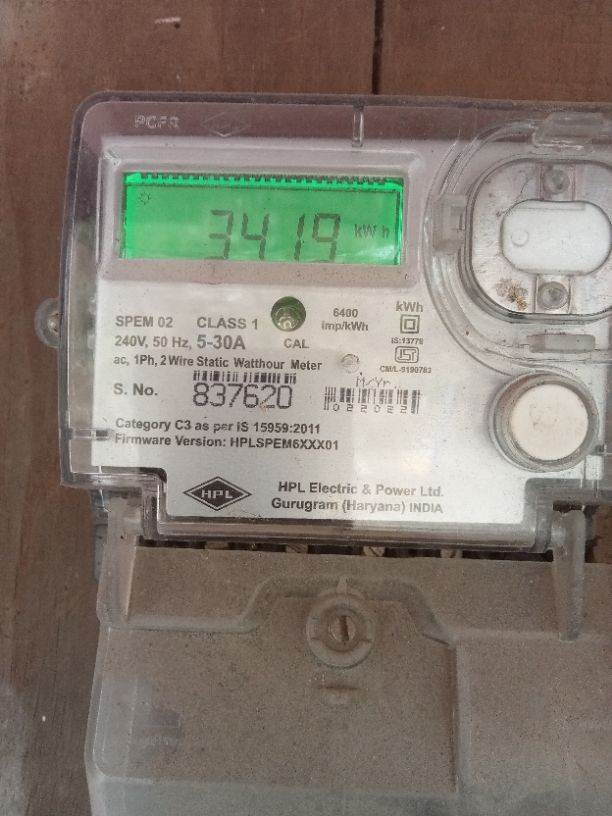 3419 kWh
SPEM 02 CLASS 1
240V, 50 Hz, 5-30A CAL
6400
imp/kWh
kWh
IS:13779
CM/L-9190783
ac, 1Ph, 2 Wire Static Watthour Meter
M/Yr.
S. No. 837620
022022
Category C3 as per IS 15959:2011
Firmware Version: HPLSPEM6XXX01
HPL
HPL Electric & Power Ltd.
Gurugram (Haryana) INDIA